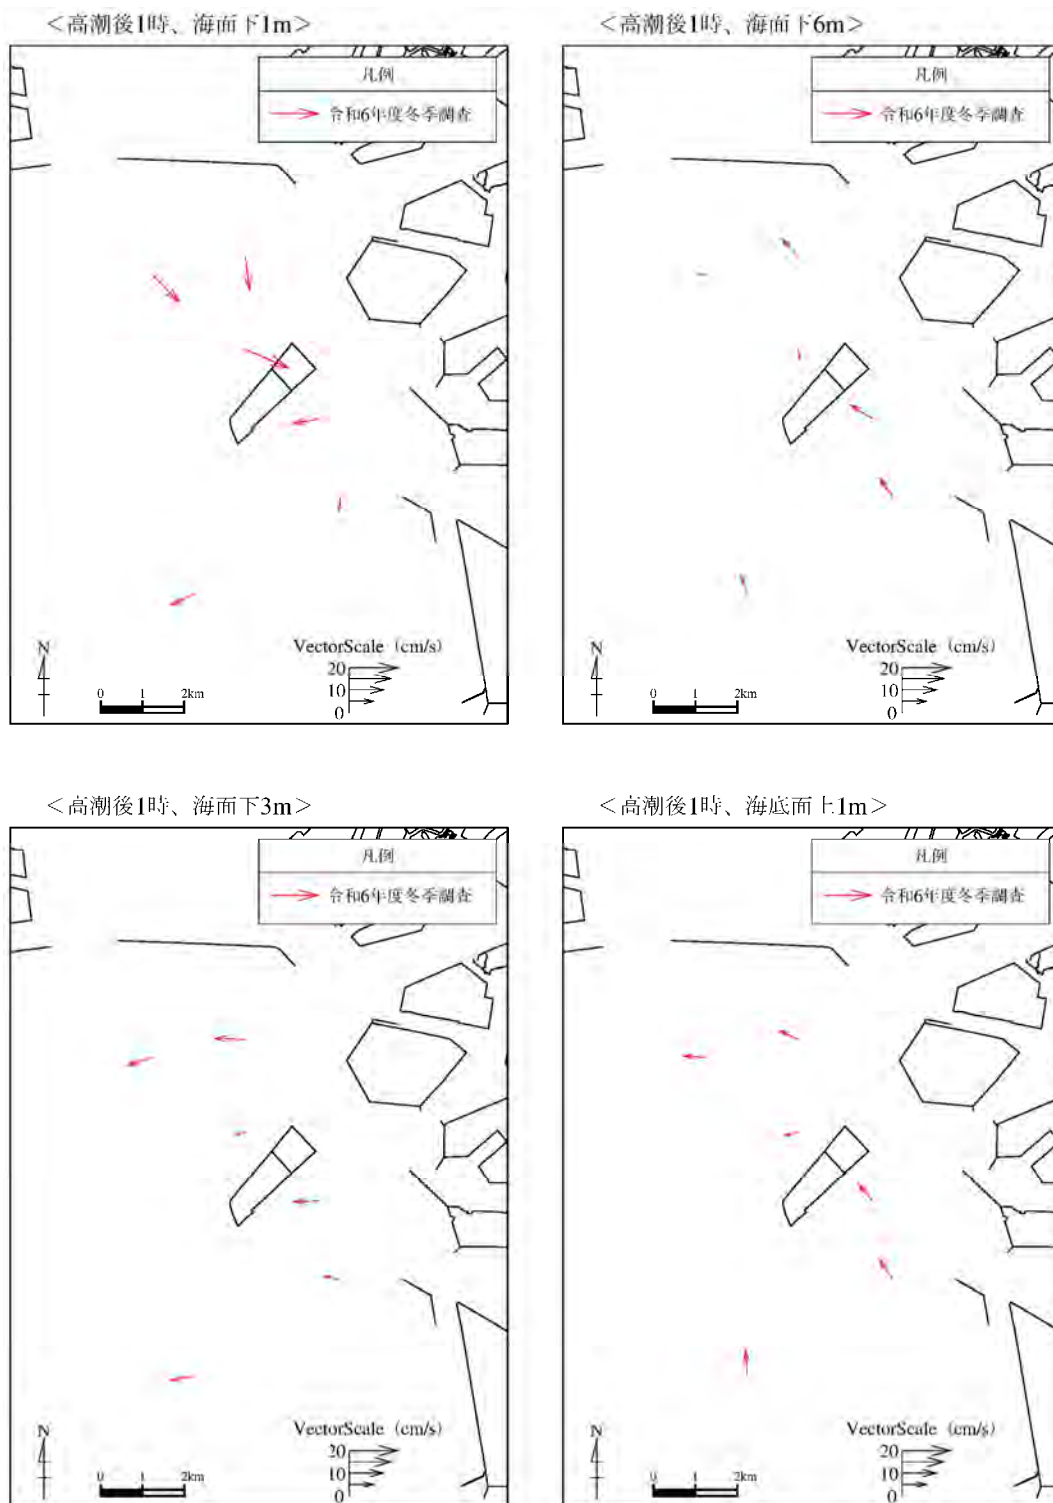 ＜高潮後1時、海面下1m＞
凡例
令和6年度冬季調査
N
0 1 2km
VectorScale (cm/s)
20
10
0
＜高潮後1時、海面下6m＞
凡例
令和6年度冬季調査
N
0 1 2km
VectorScale (cm/s)
20
10
0
＜高潮後1時、海面下3m＞
凡例
令和6年度冬季調査
N
0 1 2km
VectorScale (cm/s)
20
10
0
＜高潮後1時、海底面上1m＞
凡例
令和6年度冬季調査
N
0 1 2km
VectorScale (cm/s)
20
10
0